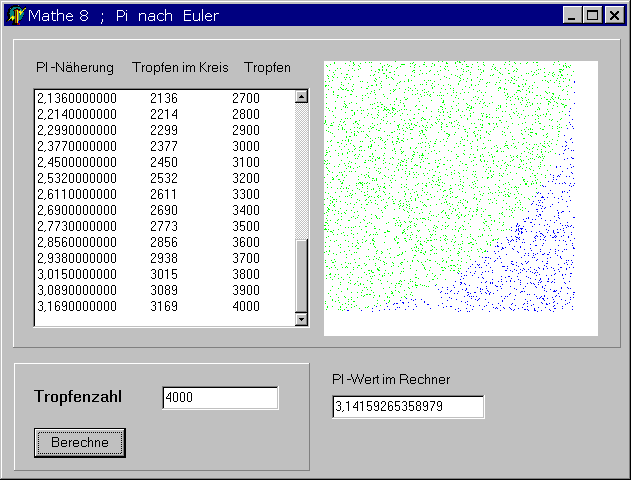 Mathe 8 ; Pi nach Euler
PI-Näherung Tropfen im Kreis Tropfen
2,1360000000 2136 2700
2,2140000000 2214 2800
2,2990000000 2299 2900
2,3770000000 2377 3000
2,4500000000 2450 3100
2,5320000000 2532 3200
2,6110000000 2611 3300
2,6900000000 2690 3400
2,7730000000 2773 3500
2,8560000000 2856 3600
2,9380000000 2938 3700
3,0150000000 3015 3800
3,0890000000 3089 3900
3,1690000000 3169 4000
Tropfenzahl 4000
Berechne
PI-Wert im Rechner
3,14159265358979